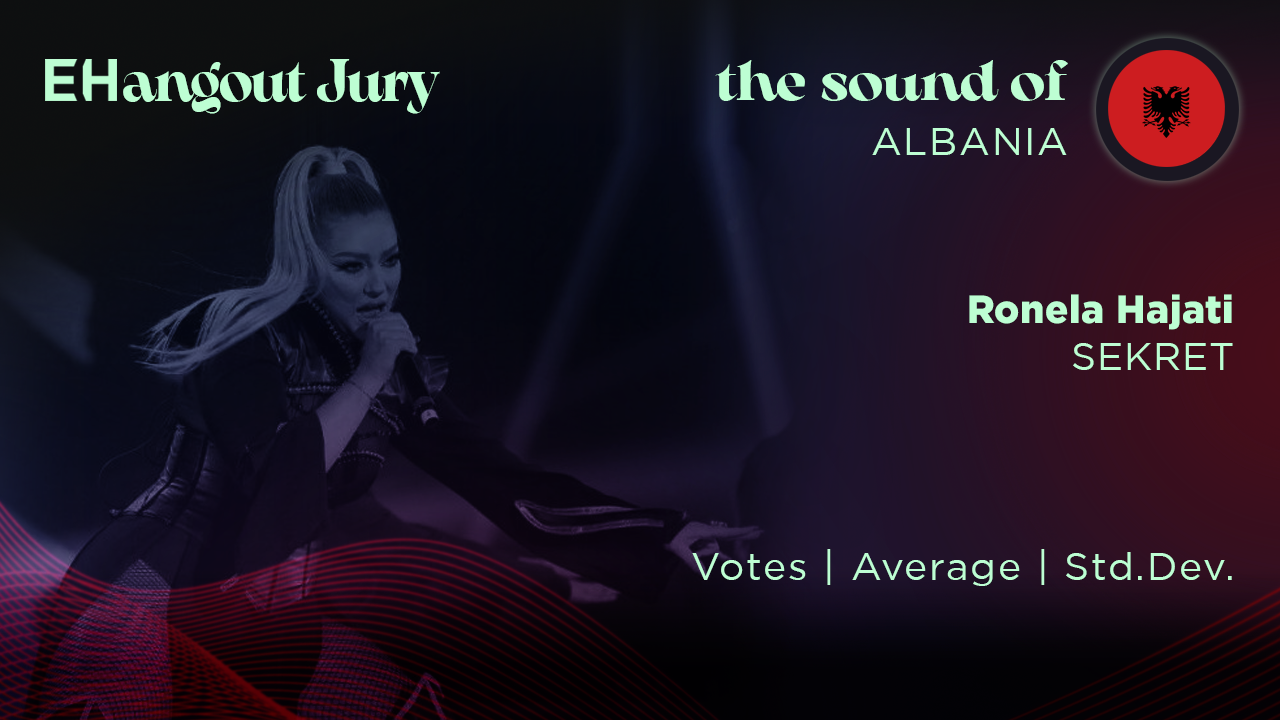 EHangout Jury
the sound of
ALBANIA
Ronela Hajati
SEKRET
Votes | Average | Std.Dev.